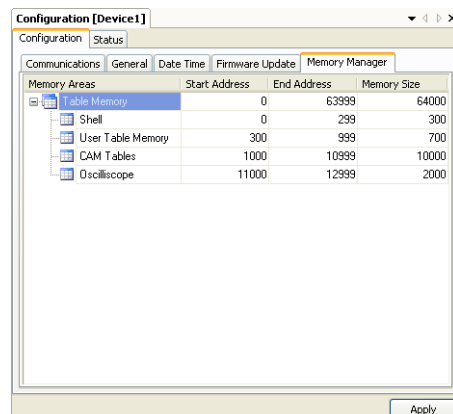 Configuration [Device1]
Configuration Status
Communications General Date Time Firmware Update Memory Manager
Memory Areas Start Address End Address Memory Size
Table Memory 0 63999 64000
Shell 0 299 300
User Table Memory 300 999 700
CAM Tables 1000 10999 10000
Oscilliscope 11000 12999 2000
Apply